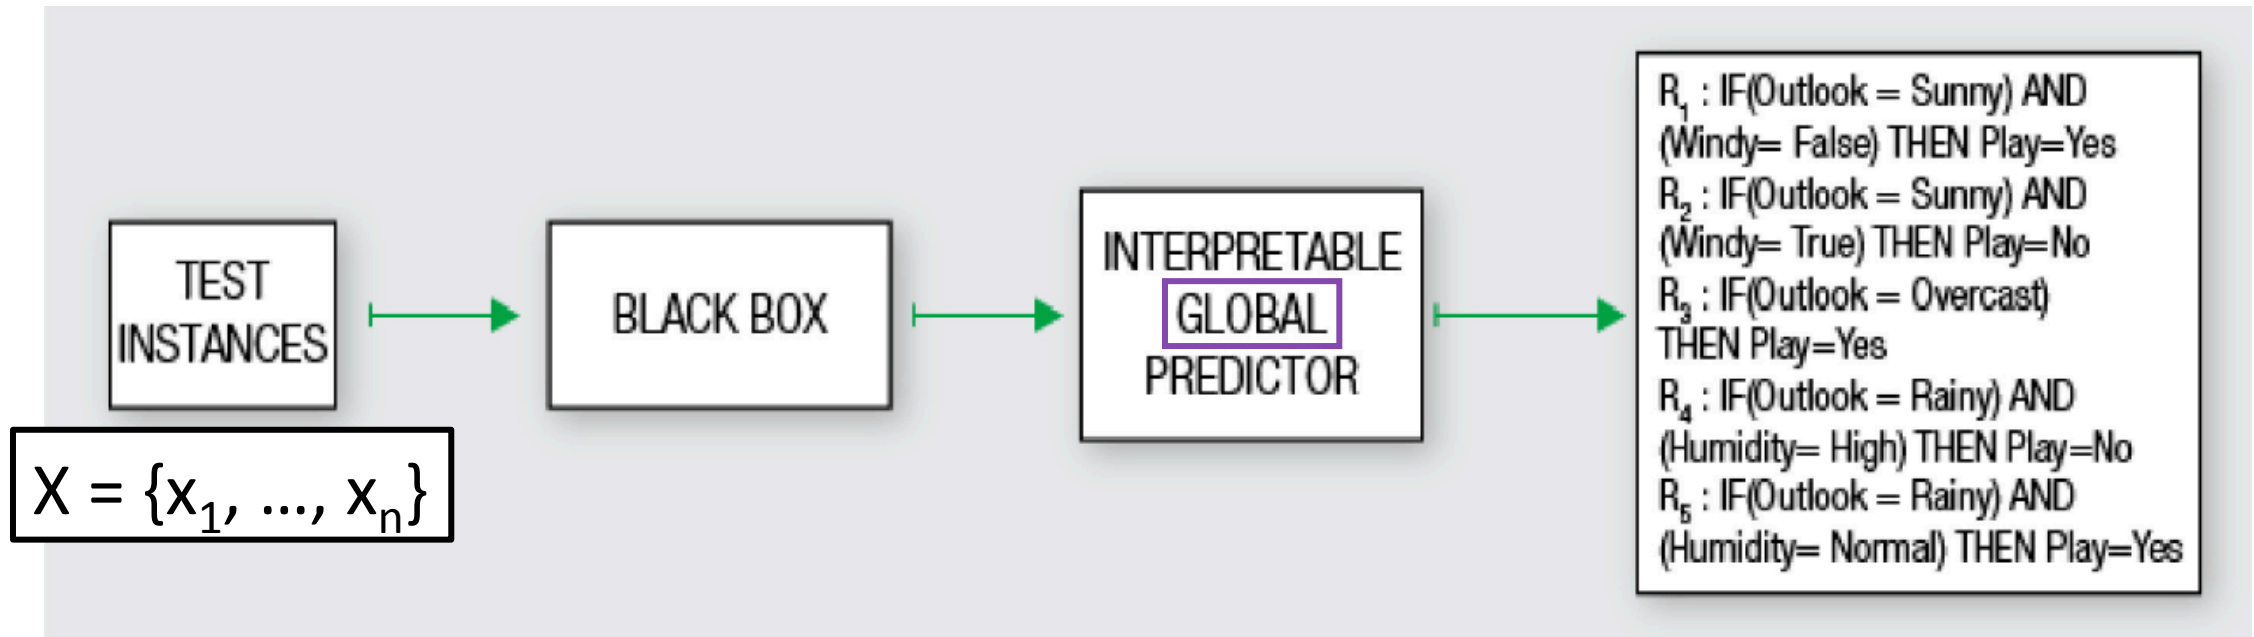 TEST
INSTANCES
X = {x₁, ..., xₙ}
BLACK BOX
INTERPRETABLE
GLOBAL
PREDICTOR
R₁ : IF(Outlook = Sunny) AND
(Windy= False) THEN Play=Yes
R₂ : IF(Outlook = Sunny) AND
(Windy= True) THEN Play=No
R₃ : IF(Outlook = Overcast)
THEN Play=Yes
R₄ : IF(Outlook = Rainy) AND
(Humidity= High) THEN Play=No
R₅ : IF(Outlook = Rainy) AND
(Humidity= Normal) THEN Play=Yes